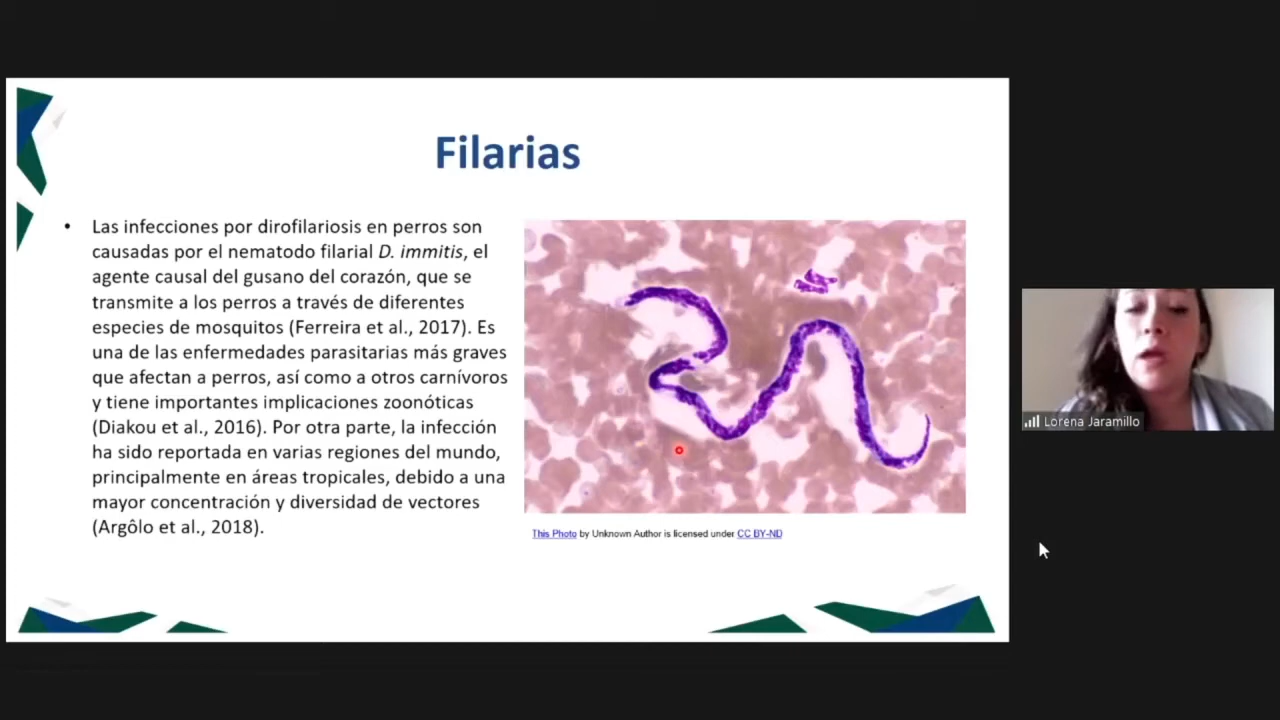 Filarias
• Las infecciones por dirofilariosis en perros son
causadas por el nematodo filarial D. immitis, el
agente causal del gusano del corazón, que se
transmite a los perros a través de diferentes
especies de mosquitos (Ferreira et al., 2017). Es
una de las enfermedades parasitarias más graves
que afectan a perros, así como a otros carnívoros
y tiene importantes implicaciones zoonóticas
(Diakou et al., 2016). Por otra parte, la infección
ha sido reportada en varias regiones del mundo,
principalmente en áreas tropicales, debido a una
mayor concentración y diversidad de vectores
(Argôlo et al., 2018).
This Photo by Unknown Author is licensed under CC BY-ND
Lorena Jaramillo